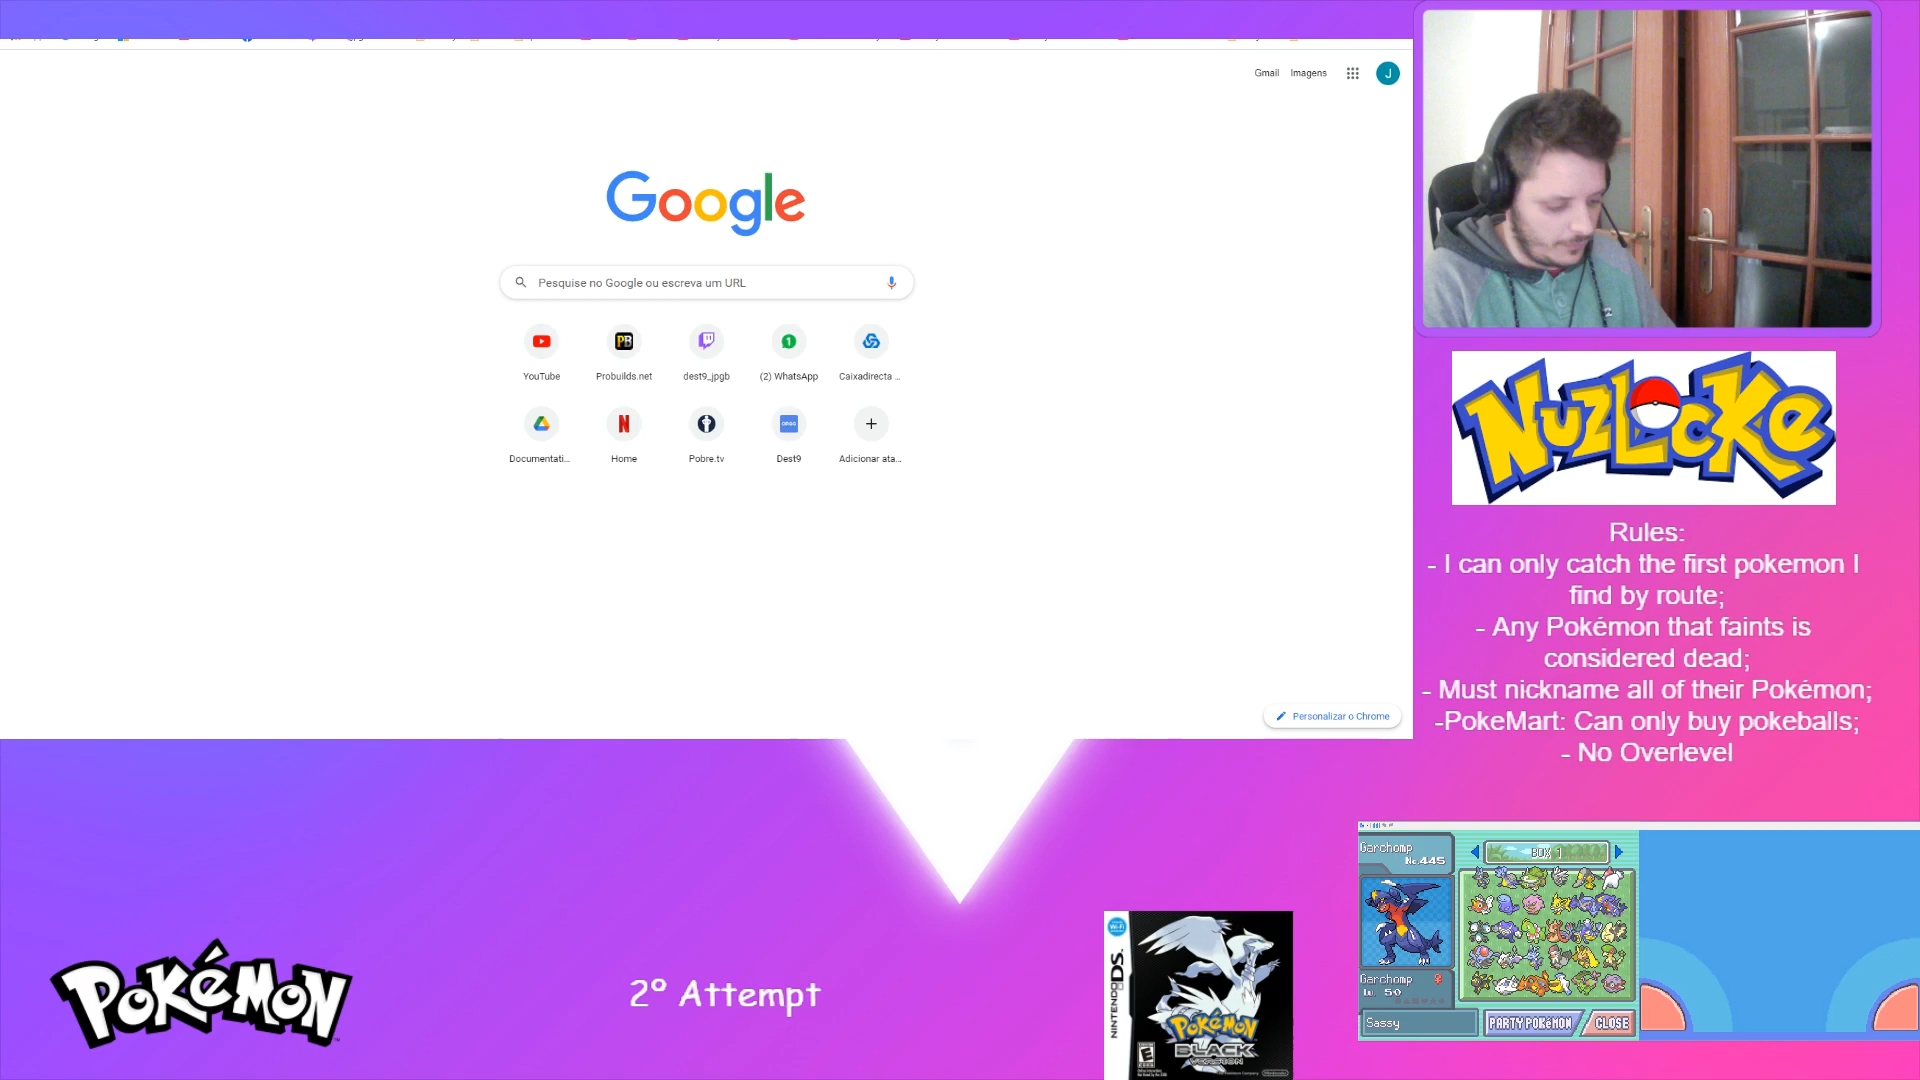 Gmail Imagens J
Google
Pesquise no Google ou escreva um URL
YouTube
Probuilds.net
dest9_jpgb
(2) WhatsApp
Caixadirecta ...
Documentati...
Home
Pobre.tv
Dest9
Adicionar ata...
Personalizar o Chrome
NUZLOCKE
Rules:
- I can only catch the first pokemon I
find by route;
- Any Pokémon that faints is
considered dead;
- Must nickname all of their Pokémon;
-PokeMart: Can only buy pokeballs;
- No Overlevel
POKéMON
2º Attempt
NINTENDO DS
POKéMON
BLACK
VERSION
Garchomp
No.445
BOX 1
Garchomp
Lv. 50
Sassy
PARTY POKéMON
CLOSE